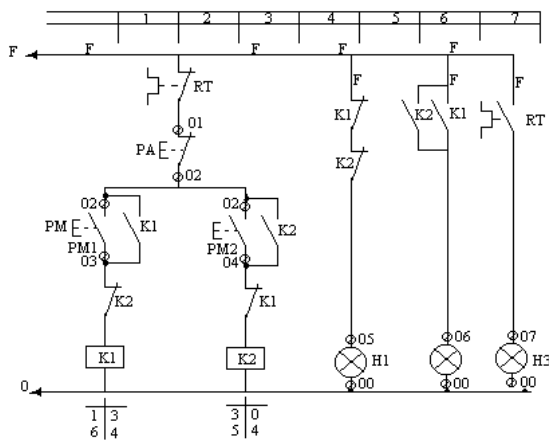 1 2 3 4 5 6 7
F F F F F
F F F
RT
K1 K2 K1 RT
01
PA
K2
02
02 02
PM K1 K2
PM1 PM2
03 04
K2 K1
05 06 07
K1 K2 H1 H3
0 00 00 00
1 3 3 0
6 4 5 4